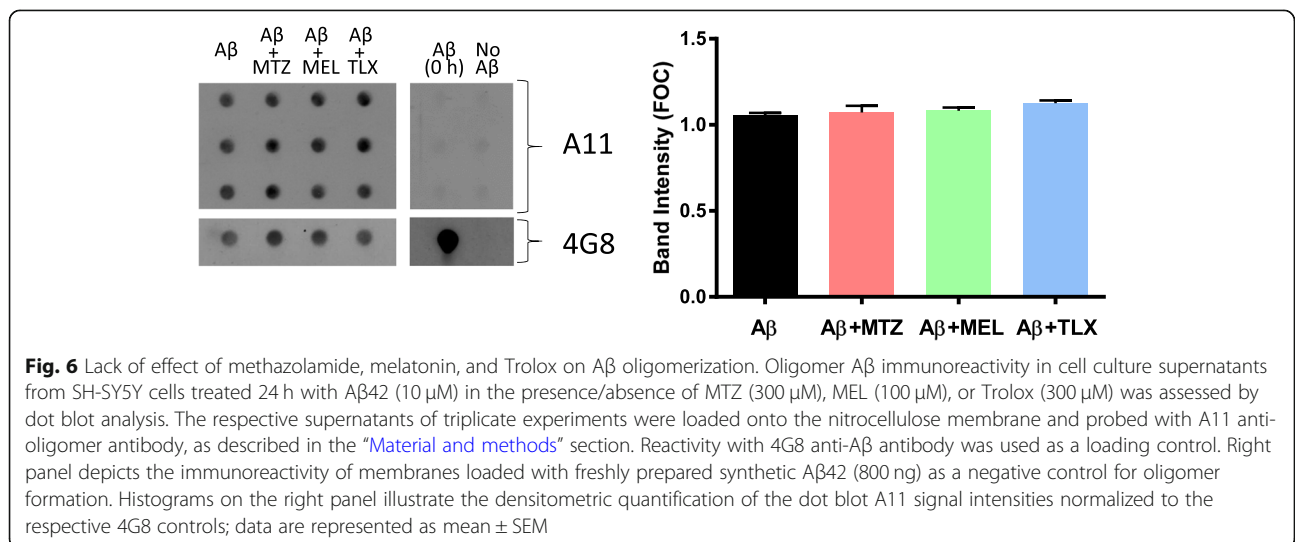 Aβ
Aβ + MTZ
Aβ + MEL
Aβ + TLX
Aβ (0 h)
No Aβ
A11
4G8
1.5
1.0
0.5
0.0
Band Intensity (FOC)
Aβ Aβ+MTZ Aβ+MEL Aβ+TLX
Fig. 6 Lack of effect of methazolamide, melatonin, and Trolox on Aβ oligomerization. Oligomer Aβ immunoreactivity in cell culture supernatants
from SH-SY5Y cells treated 24 h with Aβ42 (10 μM) in the presence/absence of MTZ (300 μM), MEL (100 μM), or Trolox (300 μM) was assessed by
dot blot analysis. The respective supernatants of triplicate experiments were loaded onto the nitrocellulose membrane and probed with A11 anti-
oligomer antibody, as described in the “Material and methods” section. Reactivity with 4G8 anti-Aβ antibody was used as a loading control. Right
panel depicts the immunoreactivity of membranes loaded with freshly prepared synthetic Aβ42 (800 ng) as a negative control for oligomer
formation. Histograms on the right panel illustrate the densitometric quantification of the dot blot A11 signal intensities normalized to the
respective 4G8 controls; data are represented as mean ± SEM